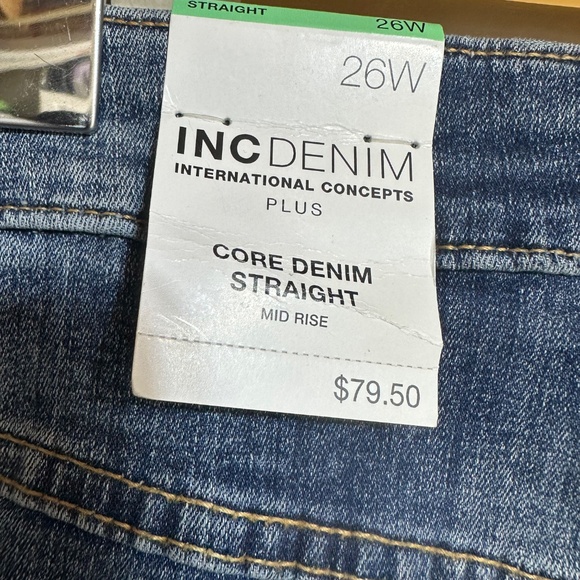 STRAIGHT 26W
26W
INCDENIM
INTERNATIONAL CONCEPTS
PLUS
CORE DENIM
STRAIGHT
MID RISE
$79.50